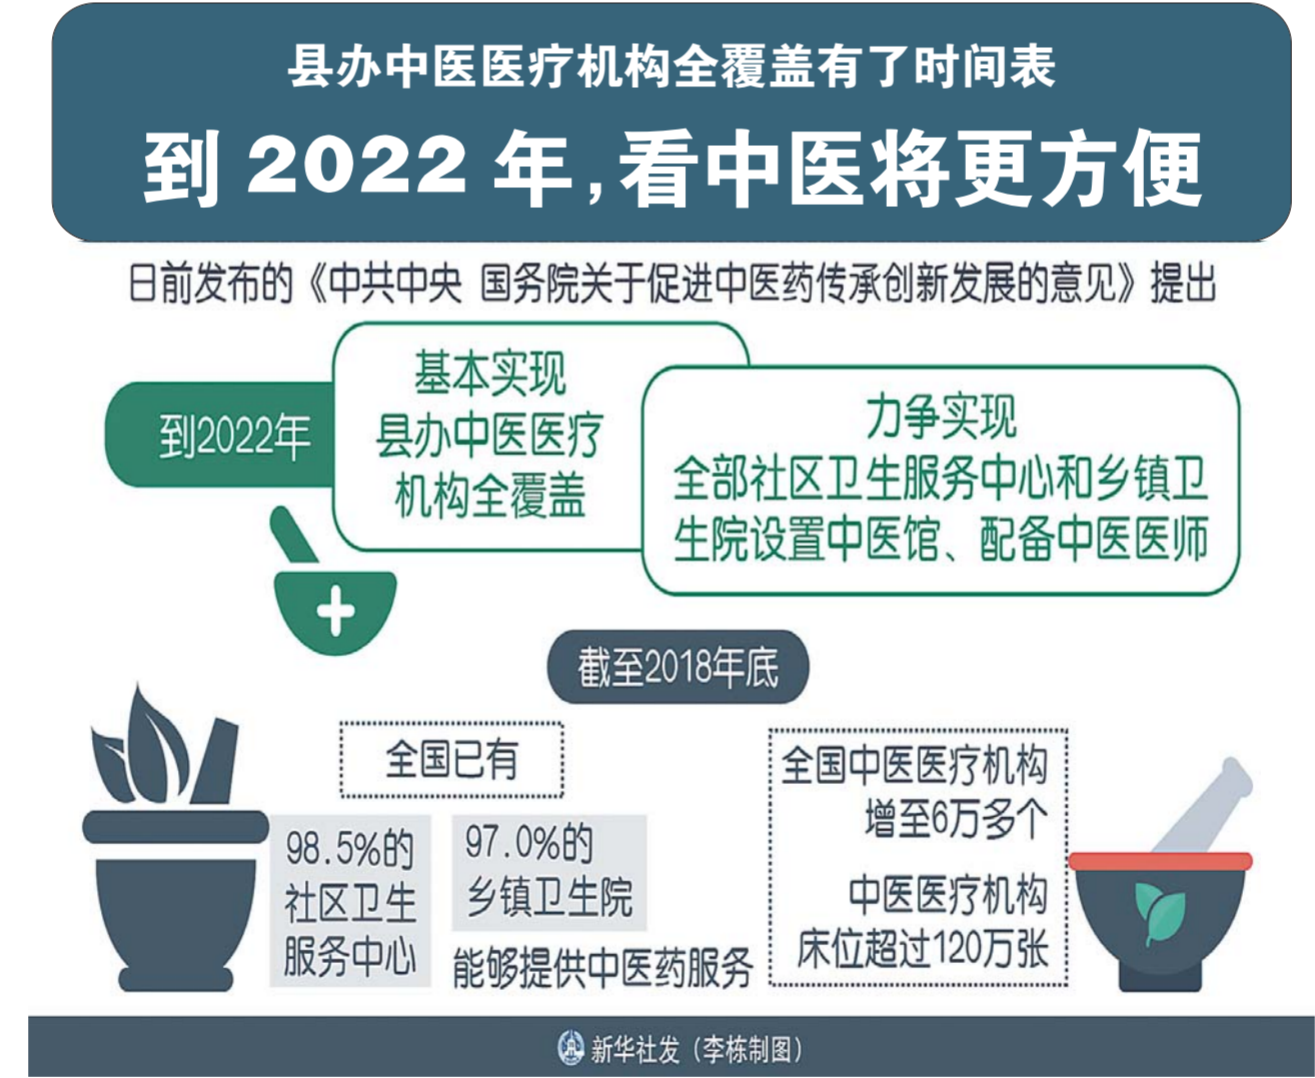 县办中医医疗机构全覆盖有了时间表
到 2022 年,看中医将更方便
日前发布的《中共中央 国务院关于促进中医药传承创新发展的意见》提出
到2022年
基本实现
县办中医医疗
机构全覆盖
力争实现
全部社区卫生服务中心和乡镇卫
生院设置中医馆、配备中医医师
截至2018年底
全国已有
98.5%的
社区卫生
服务中心
97.0%的
乡镇卫生院
能够提供中医药服务
全国中医医疗机构
增至6万多个
中医医疗机构
床位超过120万张
新华社发（李栋制图）